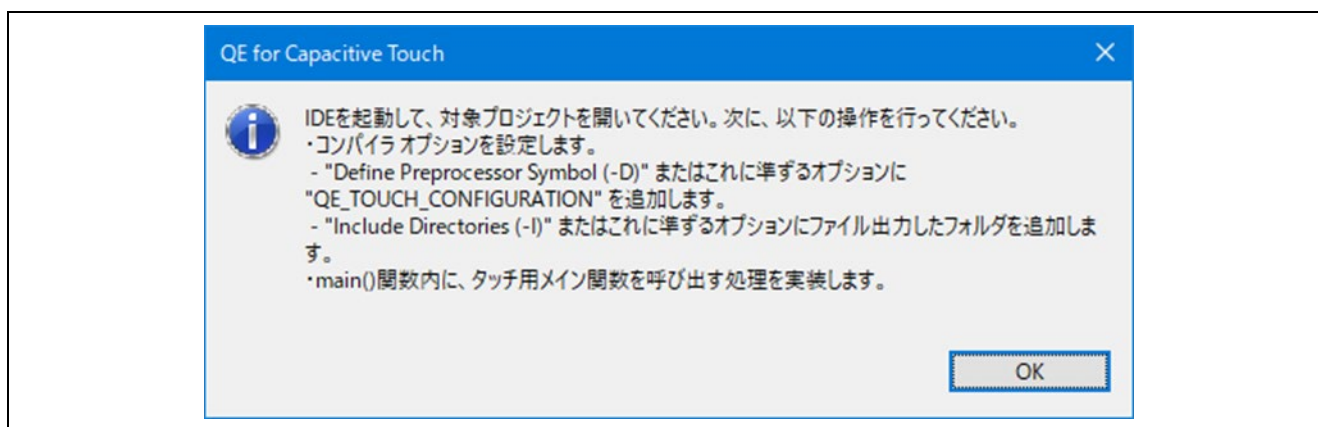 QE for Capacitive Touch
IDEを起動して、対象プロジェクトを開いてください。次に、以下の操作を行ってください。
・コンパイラ オプションを設定します。
- "Define Preprocessor Symbol (-D)" またはこれに準ずるオプションに
"QE_TOUCH_CONFIGURATION" を追加します。
- "Include Directories (-I)" またはこれに準ずるオプションにファイル出力したフォルダを追加しま
す。
・main()関数内に、タッチ用メイン関数を呼び出す処理を実装します。
OK